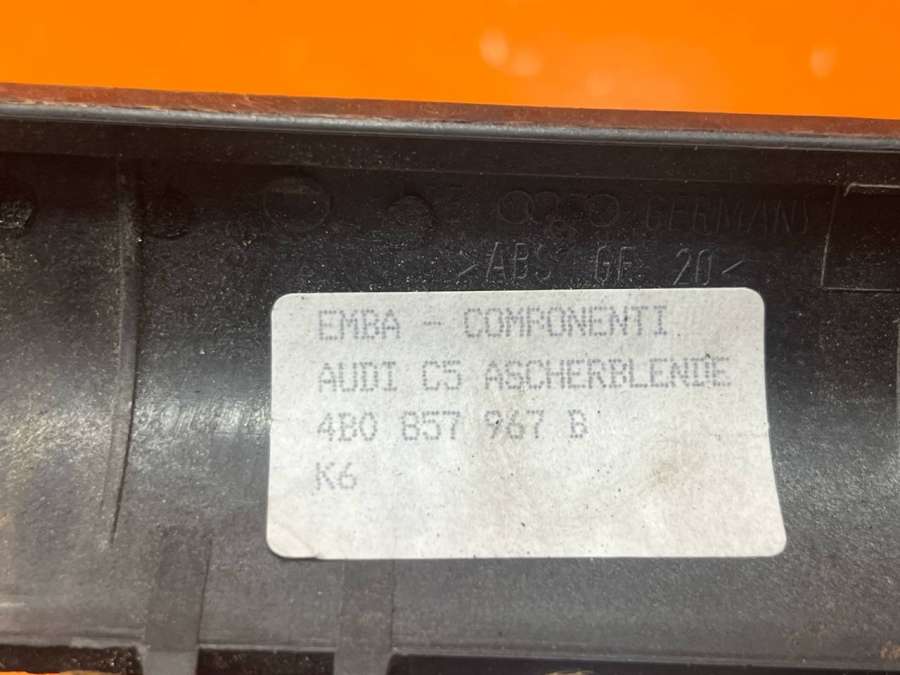 GERMANY
>ABS GF 20<
EMBA - COMPONENTI
AUDI C5 ASCHERBLENDE
4B0 857 967 B
K6